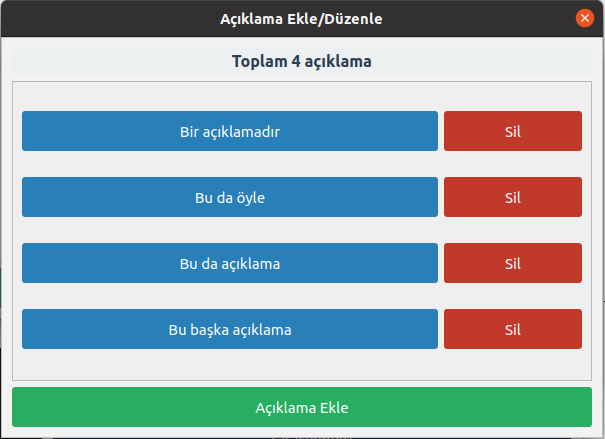 Açıklama Ekle/Düzenle
Toplam 4 açıklama
Bir açıklamadır
Sil
Bu da öyle
Sil
Bu da açıklama
Sil
Bu başka açıklama
Sil
Açıklama Ekle